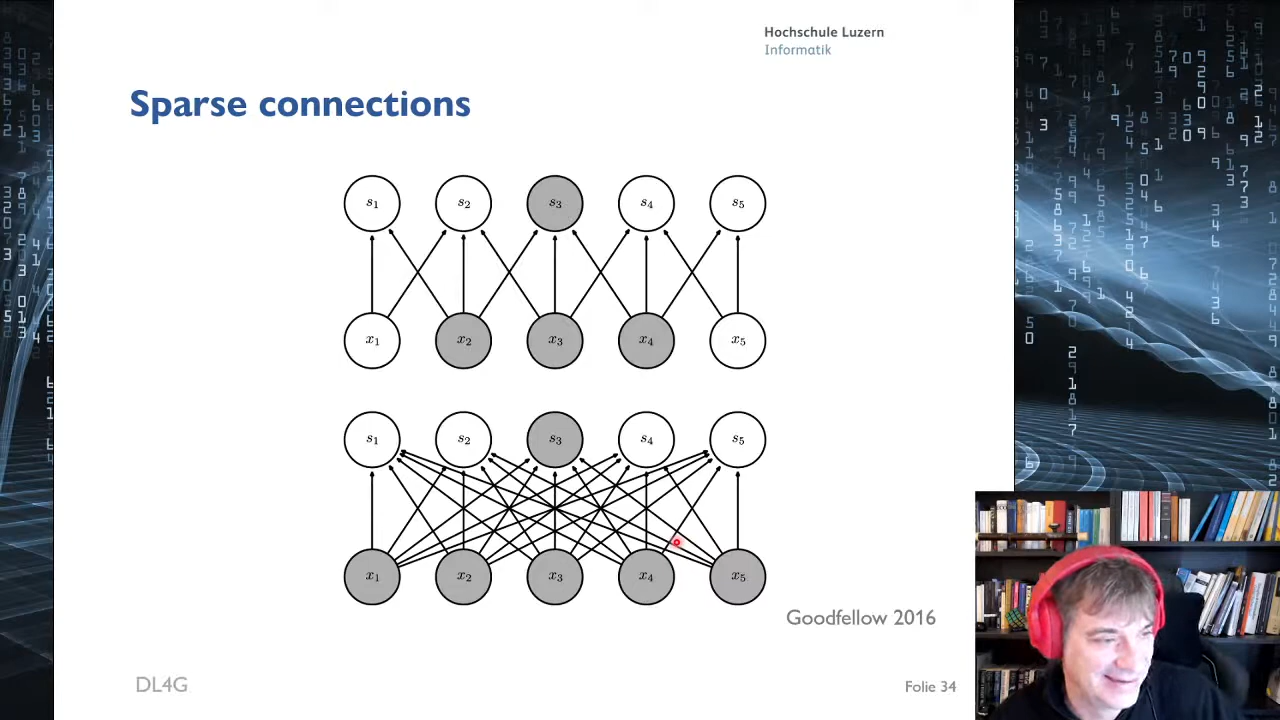 Hochschule Luzern
Informatik
Sparse connections
s1 s2 s3 s4 s5
x1 x2 x3 x4 x5
s1 s2 s3 s4 s5
x1 x2 x3 x4 x5
Goodfellow 2016
DL4G
Folie 34